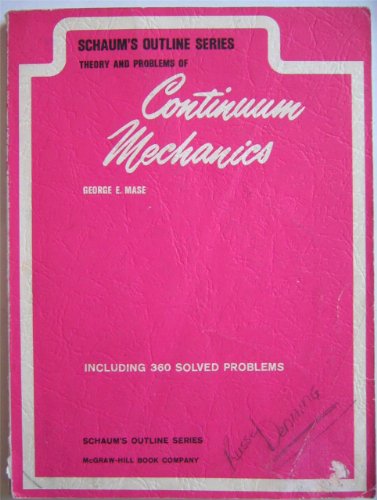 SCHAUM'S OUTLINE SERIES
THEORY AND PROBLEMS OF
Continuum
Mechanics
GEORGE E. MASE
INCLUDING 360 SOLVED PROBLEMS
SCHAUM'S OUTLINE SERIES
McGRAW-HILL BOOK COMPANY